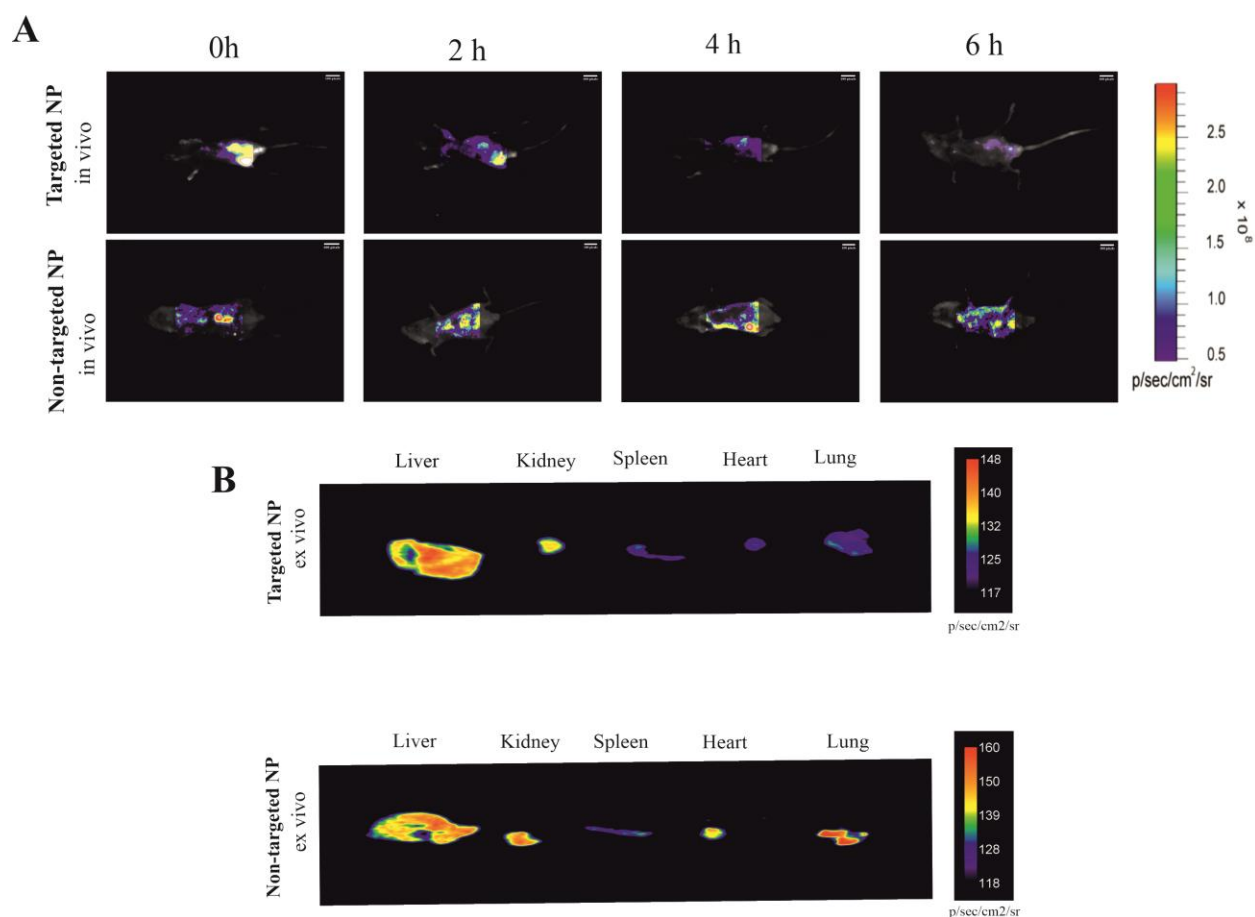 A
0h
2 h
4 h
6 h
Targeted NP
in vivo
Non-targeted NP
in vivo
2.5
2.0
1.5
1.0
0.5
× 10⁸
p/sec/cm²/sr
B
Liver
Kidney
Spleen
Heart
Lung
Targeted NP
ex vivo
148
140
132
125
117
p/sec/cm2/sr
Liver
Kidney
Spleen
Heart
Lung
Non-targeted NP
ex vivo
160
150
139
128
118
p/sec/cm2/sr